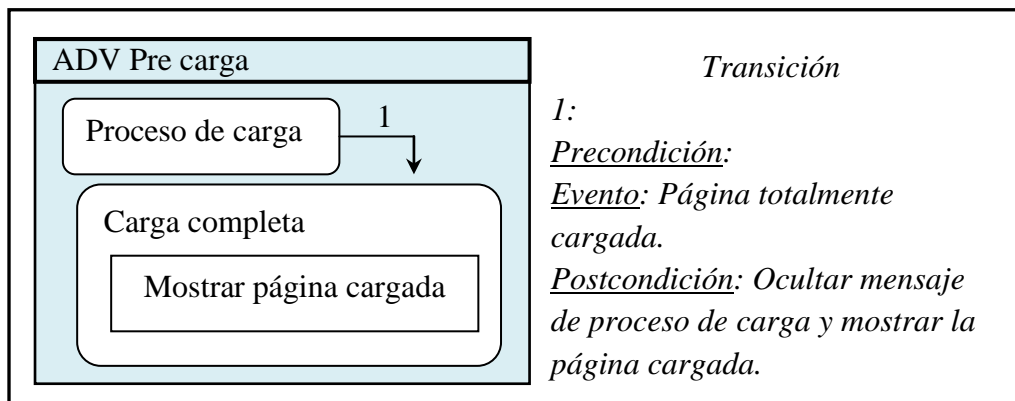 ADV Pre carga
Proceso de carga
1
Carga completa
Mostrar página cargada
Transición
1:
Precondición:
Evento: Página totalmente
cargada.
Postcondición: Ocultar mensaje
de proceso de carga y mostrar la
página cargada.